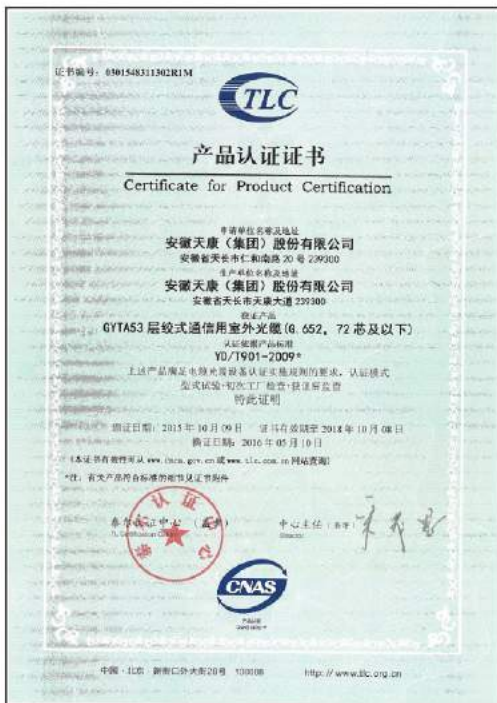 证书编号: 0301548311302R1M
TLC
产品认证证书
Certificate for Product Certification
申请单位名称及地址
安徽天康（集团）股份有限公司
安徽省天长市仁和南路 20 号 239300
生产单位名称及地址
安徽天康（集团）股份有限公司
安徽省天长市天康大道 239300
获证产品
GYTA53 层绞式通信用室外光缆(G.652, 72 芯及以下)
认证依据产品标准
YD/T901-2009*
上述产品满足电缆光缆设备认证实施规则的要求，认证模式
型式试验+初次工厂检查+获证后监督
特此证明
颁证日期: 2015 年 10 月 09 日 证书有效期至 2018 年 10 月 08 日
换证日期: 2016 年 05 月 10 日
(本证书有效性可从 www.cnca.gov.cn 或 www.tlc.com.cn 网站查询)
*注: 有关产品符合标准的细节见证书附件
泰尔认证中心 （盖章） 中心主任（签字）
TL Certification Center Director
CNAS
产品认证
中国·北京·新街口外大街28号 100088 http://www.tlc.org.cn